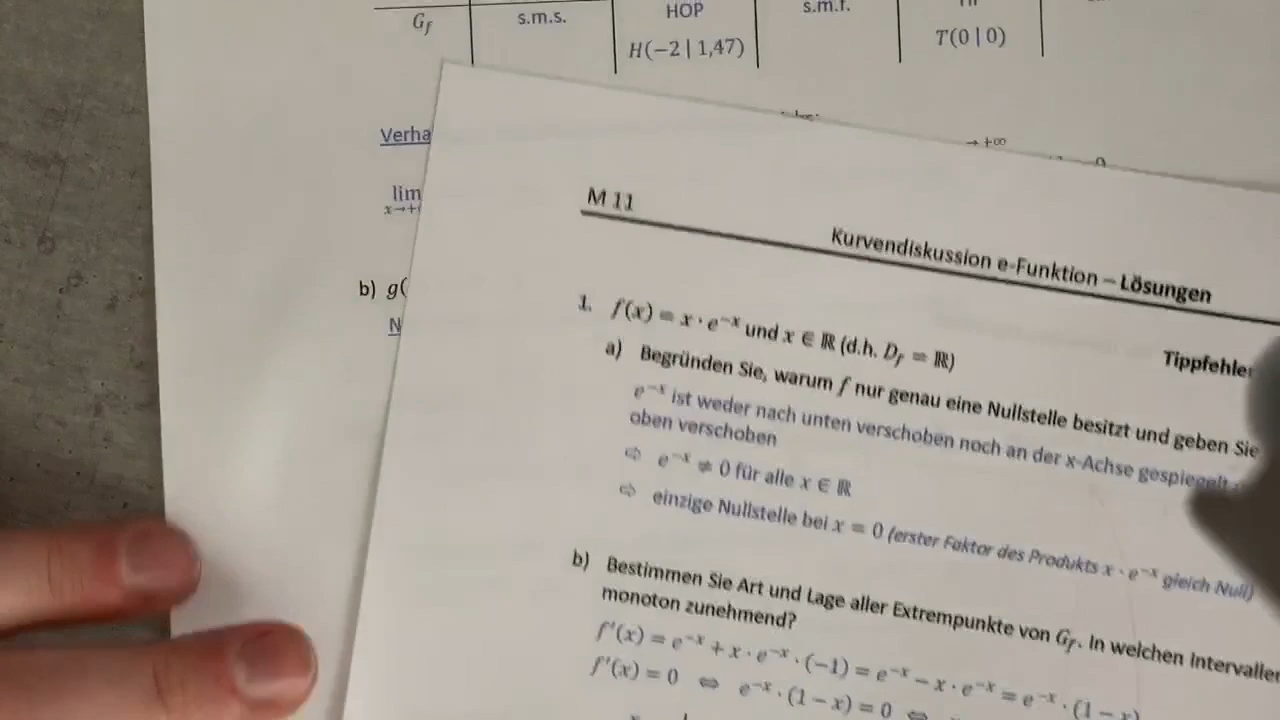 G_f s.m.s. HOP s.m.f.
H(−2 | 1,47) T(0 | 0)
→ +∞
Verha
lim
x→+
b) g(
N
M 11
Kurvendiskussion e-Funktion – Lösungen
Tippfehler
1. f(x) = x · e^−x und x ∈ ℝ (d.h. D_f = ℝ)
a) Begründen Sie, warum f nur genau eine Nullstelle besitzt und geben Sie
e^−x ist weder nach unten verschoben noch an der x-Achse gespiegelt
oben verschoben
⇨ e^−x ≠ 0 für alle x ∈ ℝ
⇨ einzige Nullstelle bei x = 0 (erster Faktor des Produkts x · e^−x gleich Null)
b) Bestimmen Sie Art und Lage aller Extrempunkte von G_f. In welchen Intervallen
monoton zunehmend?
f'(x) = e^−x + x · e^−x · (−1) = e^−x − x · e^−x = e^−x · (1 − x)
f'(x) = 0 ⇔ e^−x · (1 − x) = 0 ⇔